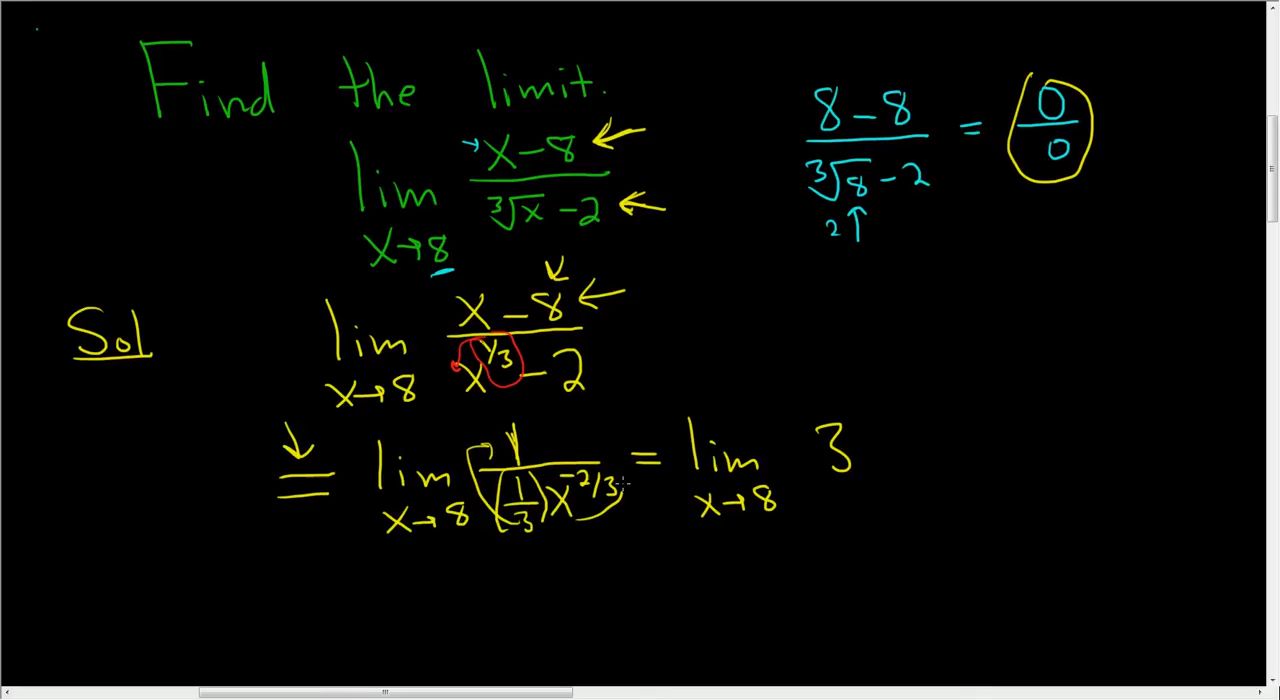 Find the limit.
lim x→8 (x − 8)/(∛x − 2)
(8 − 8)/(∛8 − 2) = 0/0
2↑
Sol lim x→8 (x − 8)/(x^(1/3) − 2)
= lim x→8 1/((1/3)x^(−2/3)) = lim x→8 3